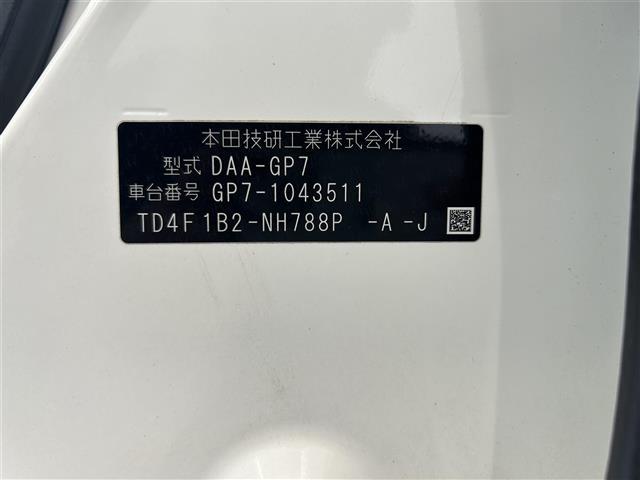 本田技研工業株式会社
型式 DAA-GP7
車台番号 GP7-1043511
TD4F1B2-NH788P -A-J